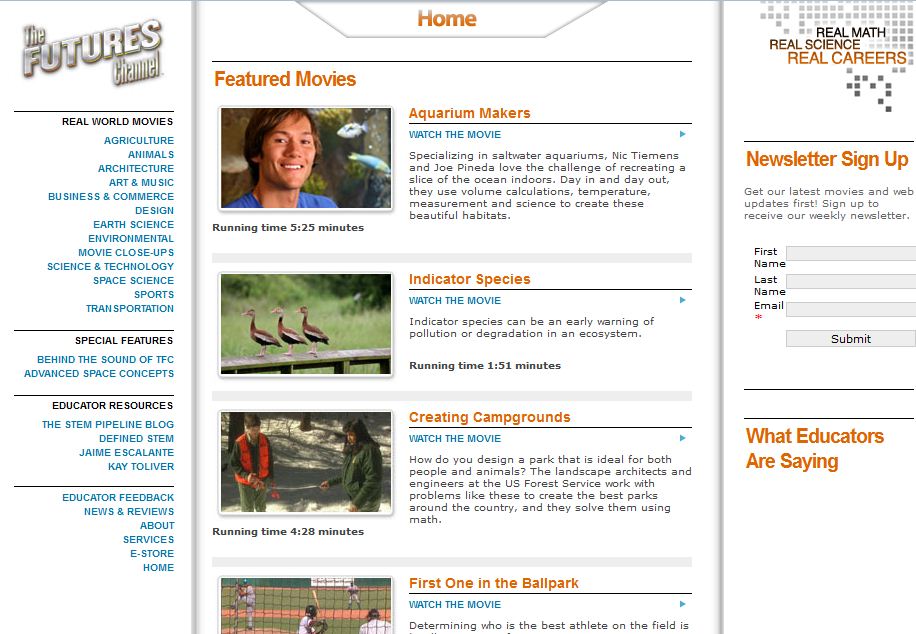 The
FUTURES
Channel
REAL WORLD MOVIES
AGRICULTURE
ANIMALS
ARCHITECTURE
ART & MUSIC
BUSINESS & COMMERCE
DESIGN
EARTH SCIENCE
ENVIRONMENTAL
MOVIE CLOSE-UPS
SCIENCE & TECHNOLOGY
SPACE SCIENCE
SPORTS
TRANSPORTATION
SPECIAL FEATURES
BEHIND THE SOUND OF TFC
ADVANCED SPACE CONCEPTS
EDUCATOR RESOURCES
THE STEM PIPELINE BLOG
DEFINED STEM
JAIME ESCALANTE
KAY TOLIVER
EDUCATOR FEEDBACK
NEWS & REVIEWS
ABOUT
SERVICES
E-STORE
HOME
Home
Featured Movies
Aquarium Makers
WATCH THE MOVIE
Specializing in saltwater aquariums, Nic Tiemens
and Joe Pineda love the challenge of recreating a
slice of the ocean indoors. Day in and day out,
they use volume calculations, temperature,
measurement and science to create these
beautiful habitats.
Running time 5:25 minutes
Indicator Species
WATCH THE MOVIE
Indicator species can be an early warning of
pollution or degradation in an ecosystem.
Running time 1:51 minutes
Creating Campgrounds
WATCH THE MOVIE
How do you design a park that is ideal for both
people and animals? The landscape architects and
engineers at the US Forest Service work with
problems like these to create the best parks
around the country, and they solve them using
math.
Running time 4:28 minutes
First One in the Ballpark
WATCH THE MOVIE
Determining who is the best athlete on the field is
REAL MATH
REAL SCIENCE
REAL CAREERS
Newsletter Sign Up
Get our latest movies and web
updates first! Sign up to
receive our weekly newsletter.
First
Name
Last
Name
Email
*
Submit
What Educators
Are Saying